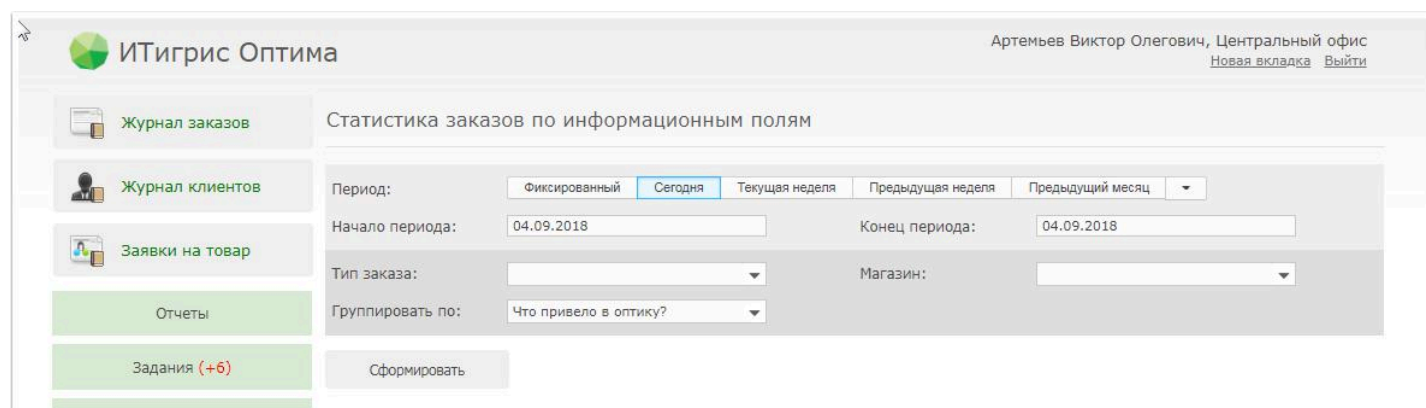 ИТигрис Оптима
Артемьев Виктор Олегович, Центральный офис
Новая вкладка Выйти
Журнал заказов
Журнал клиентов
Заявки на товар
Отчеты
Задания (+6)
Статистика заказов по информационным полям
Период: Фиксированный Сегодня Текущая неделя Предыдущая неделя Предыдущий месяц
Начало периода: 04.09.2018 Конец периода: 04.09.2018
Тип заказа: Магазин:
Группировать по: Что привело в оптику?
Сформировать